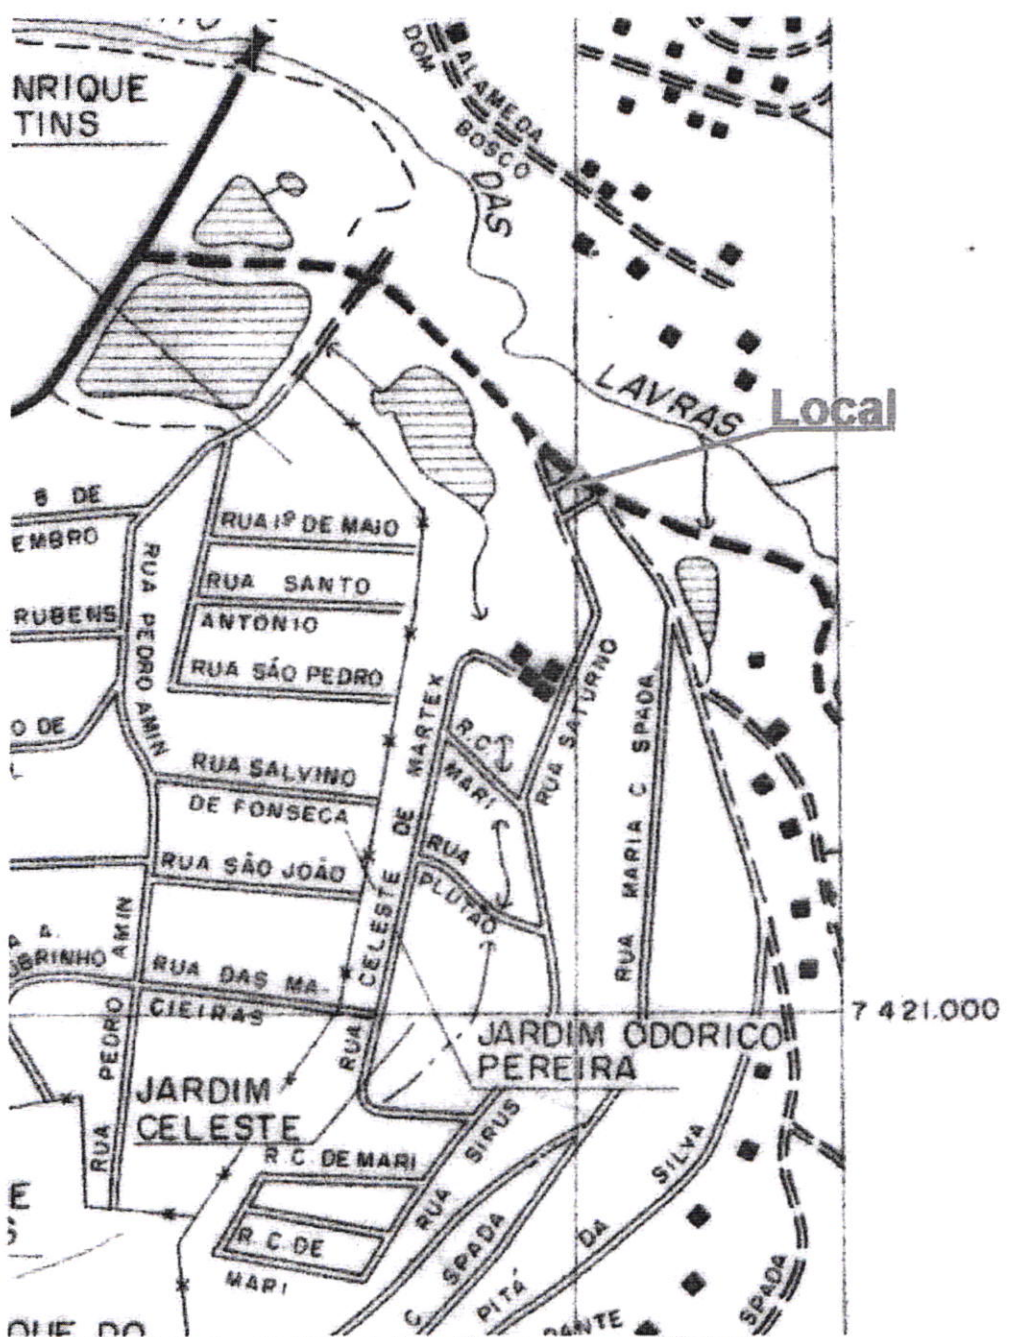 NRIQUE
TINS
DOM
ALAMEDA
BOSCO
DAS
LAVRAS
Local
8 DE
EMBRO
RUA 1º DE MAIO
RUA SANTO
ANTONIO
RUBENS
RUA PEDRO AMIN
RUA SÃO PEDRO
O DE
RUA SALVINO
DE FONSECA
RUA SÃO JOÃO
R.C.
MARI
RUA
PLUTÃO
RUA SATURNO
RUA MARIA C SPADA
RUA CELESTE DE MARTEX
A.
OBRINHO
RUA DAS MA-
CIEIRAS
RUA PEDRO AMIN
7 421.000
JARDIM ODORICO
PEREIRA
JARDIM
CELESTE
R C DE MARI
R. C. DE
MARI
RUA SIRUS
C SPADA
PITÁ DA SILVA
DANTE
SPADA
E
QUE DO